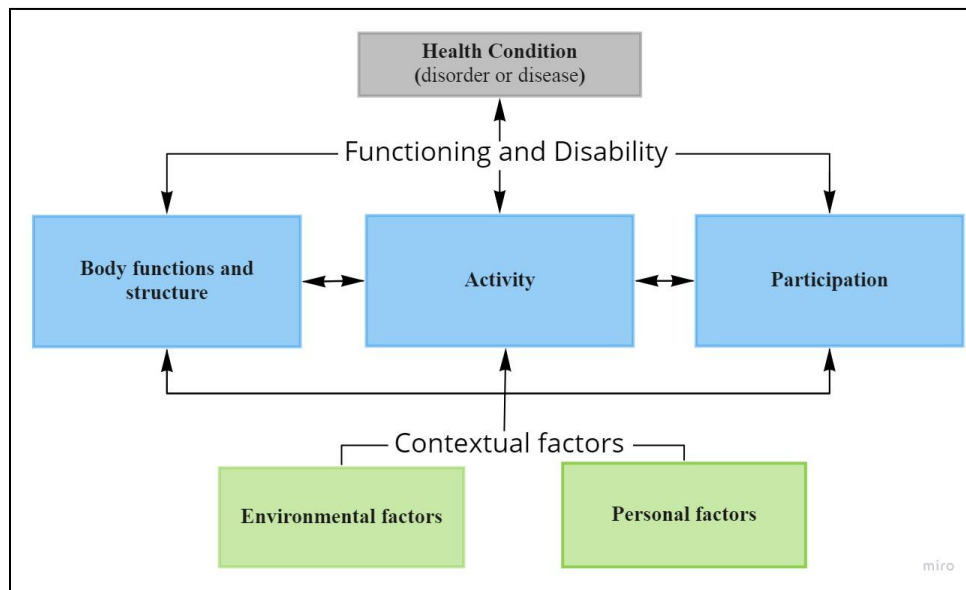 Health Condition
(disorder or disease)
Functioning and Disability
Body functions and
structure
Activity
Participation
Contextual factors
Environmental factors
Personal factors
miro